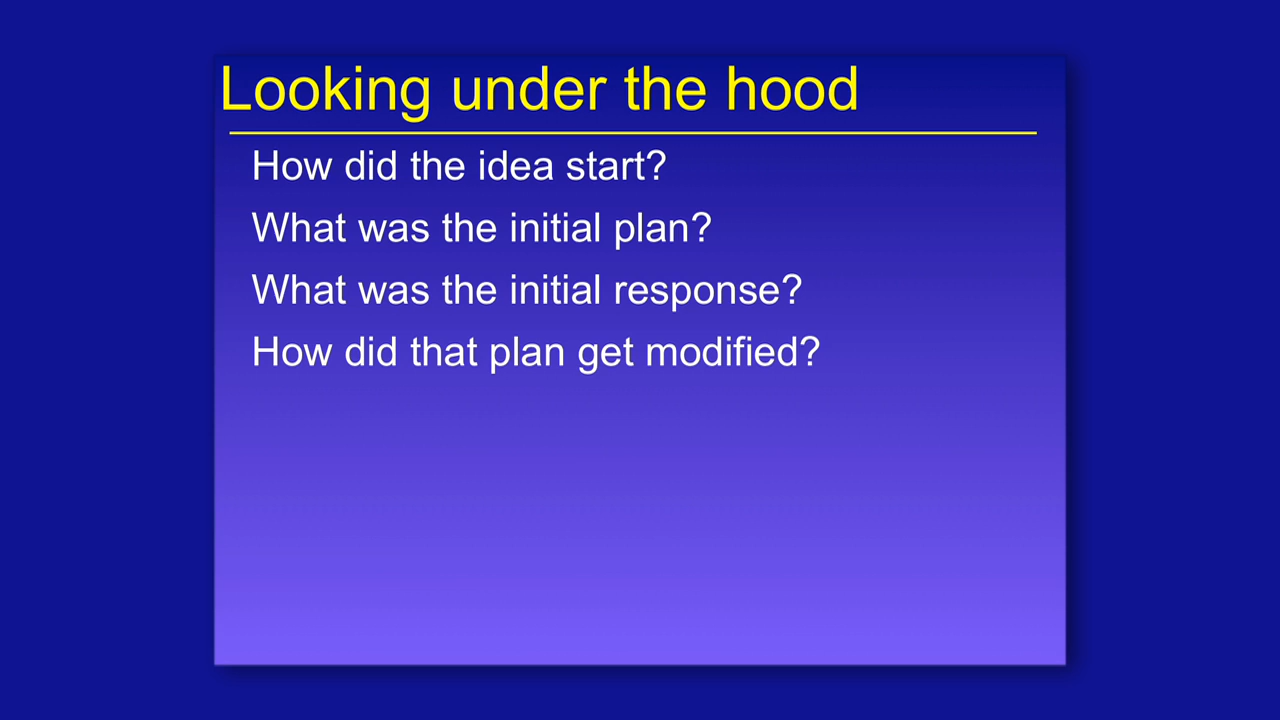 Looking under the hood
How did the idea start?
What was the initial plan?
What was the initial response?
How did that plan get modified?